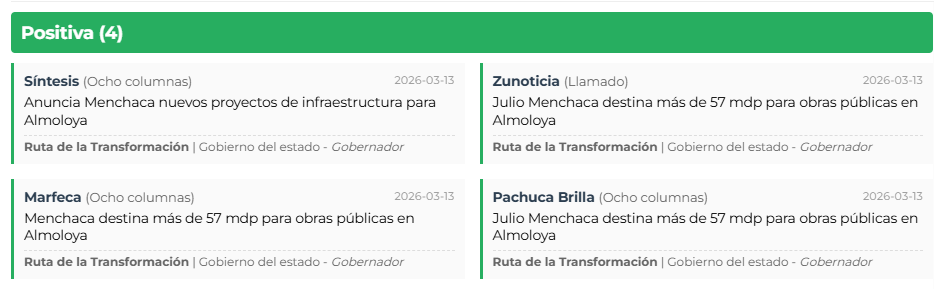 Positiva (4)
Síntesis (Ocho columnas) 2026-03-13
Anuncia Menchaca nuevos proyectos de infraestructura para
Almoloya
Ruta de la Transformación | Gobierno del estado - Gobernador
Zunoticia (Llamado) 2026-03-13
Julio Menchaca destina más de 57 mdp para obras públicas en
Almoloya
Ruta de la Transformación | Gobierno del estado - Gobernador
Marfeca (Ocho columnas) 2026-03-13
Menchaca destina más de 57 mdp para obras públicas en
Almoloya
Ruta de la Transformación | Gobierno del estado - Gobernador
Pachuca Brilla (Ocho columnas) 2026-03-13
Julio Menchaca destina más de 57 mdp para obras públicas en
Almoloya
Ruta de la Transformación | Gobierno del estado - Gobernador